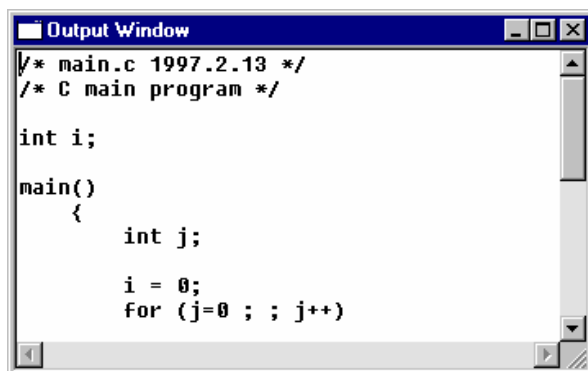 Output Window
/* main.c 1997.2.13 */
/* C main program */
int i;
main()
{
int j;
i = 0;
for (j=0 ; ; j++)